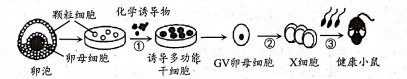 颗粒细胞
化学诱导物
①
②
③
卵母细胞
卵泡
诱导多功能
干细胞
GV卵母细胞
X细胞
健康小鼠